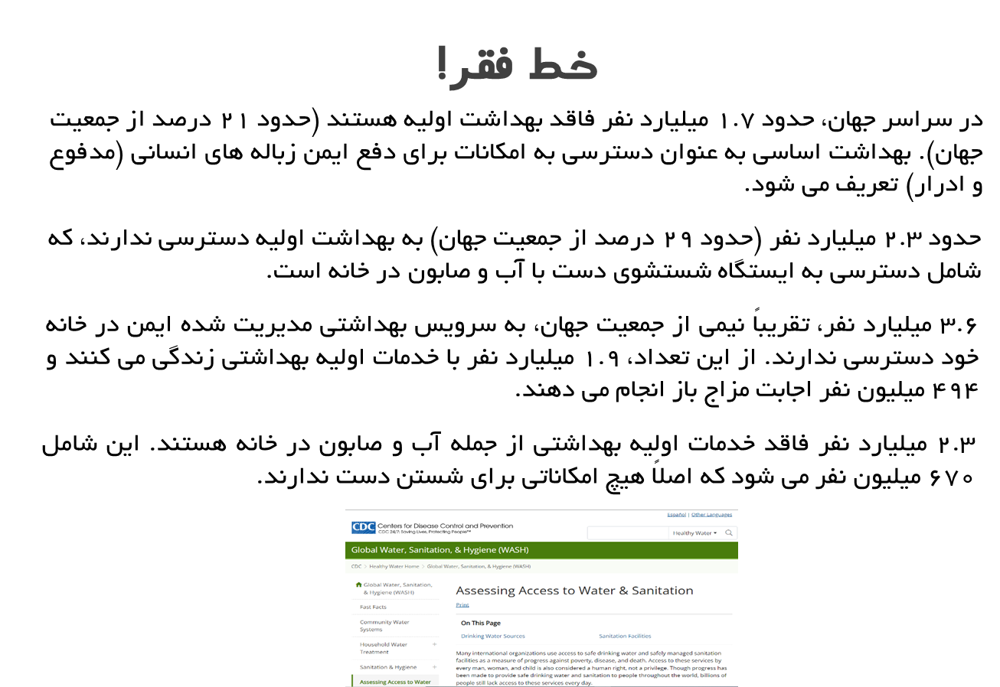 خط فقر!
در سراسر جهان، حدود ۱.۷ میلیارد نفر فاقد بهداشت اولیه هستند (حدود ۲۱ درصد از جمعیت
جهان). بهداشت اساسی به عنوان دسترسی به امکانات برای دفع ایمن زباله های انسانی (مدفوع
و ادرار) تعریف می شود.
حدود ۲.۳ میلیارد نفر (حدود ۲۹ درصد از جمعیت جهان) به بهداشت اولیه دسترسی ندارند، که
شامل دسترسی به ایستگاه شستشوی دست با آب و صابون در خانه است.
۳.۶ میلیارد نفر، تقریباً نیمی از جمعیت جهان، به سرویس بهداشتی مدیریت شده ایمن در خانه
خود دسترسی ندارند. از این تعداد، ۱.۹ میلیارد نفر با خدمات اولیه بهداشتی زندگی می کنند و
۴۹۴ میلیون نفر اجابت مزاج باز انجام می دهند.
۲.۳ میلیارد نفر فاقد خدمات اولیه بهداشتی از جمله آب و صابون در خانه هستند. این شامل
۶۷۰ میلیون نفر می شود که اصلاً هیچ امکاناتی برای شستن دست ندارند.
Español | Other Languages
CDC Centers for Disease Control and Prevention
CDC 24/7: Saving Lives, Protecting People™
Healthy Water
Global Water, Sanitation, & Hygiene (WASH)
CDC > Healthy Water Home > Global Water, Sanitation, & Hygiene (WASH)
Global Water, Sanitation,
& Hygiene (WASH)
Fast Facts
Community Water
Systems
Household Water
Treatment
Sanitation & Hygiene
Assessing Access to Water
Assessing Access to Water & Sanitation
Print
On This Page
Drinking Water Sources
Sanitation Facilities
Many international organizations use access to safe drinking water and safely managed sanitation
facilities as a measure of progress against poverty, disease, and death. Access to these services by
every man, woman, and child is also considered a human right, not a privilege. Though progress has
been made to provide safe drinking water and sanitation to people throughout the world, billions of
people still lack access to these services every day.